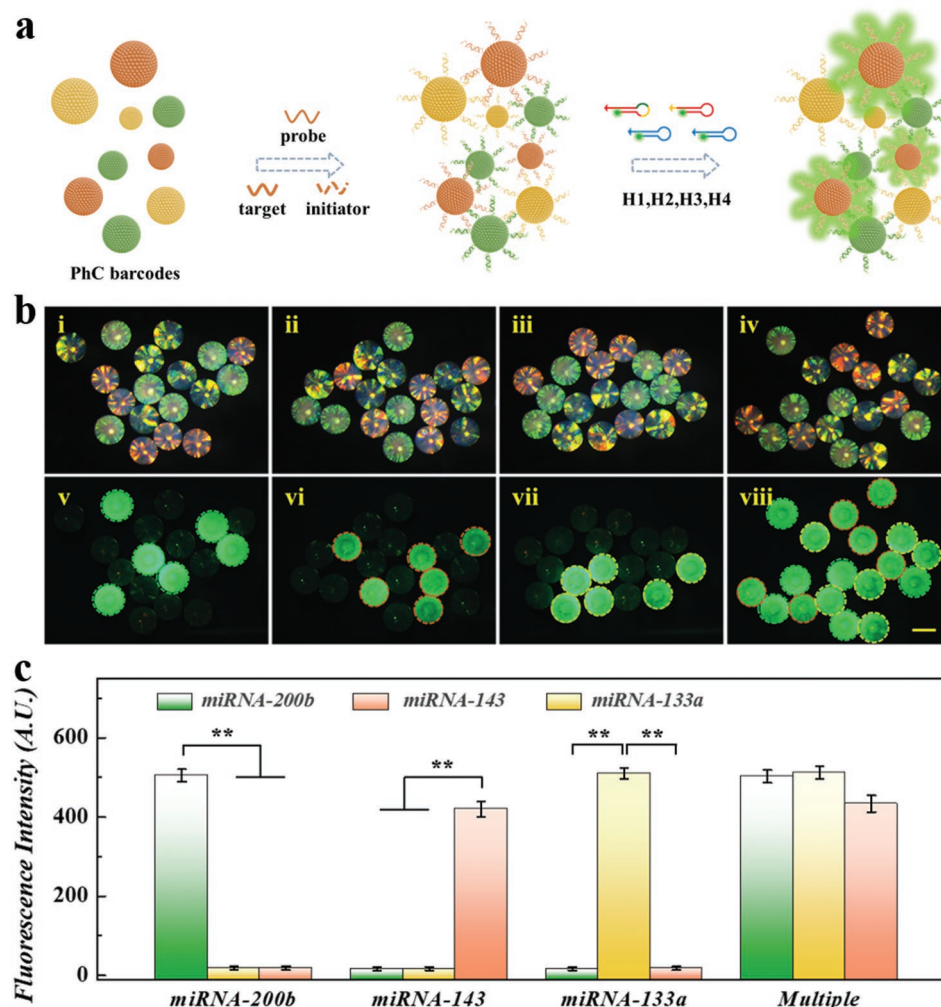 a
probe
target initiator
PhC barcodes
H1,H2,H3,H4
b
i
ii
iii
iv
v
vi
vii
viii
c
miRNA-200b miRNA-143 miRNA-133a
Fluorescence Intensity (A.U.)
600
400
200
0
**
**
** **
miRNA-200b miRNA-143 miRNA-133a Multiple